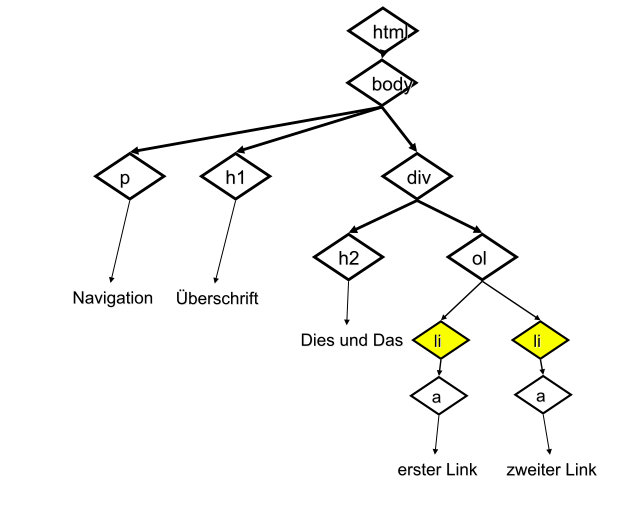 html
body
p
h1
div
h2
ol
Navigation
Überschrift
Dies und Das
li
li
a
a
erster Link
zweiter Link